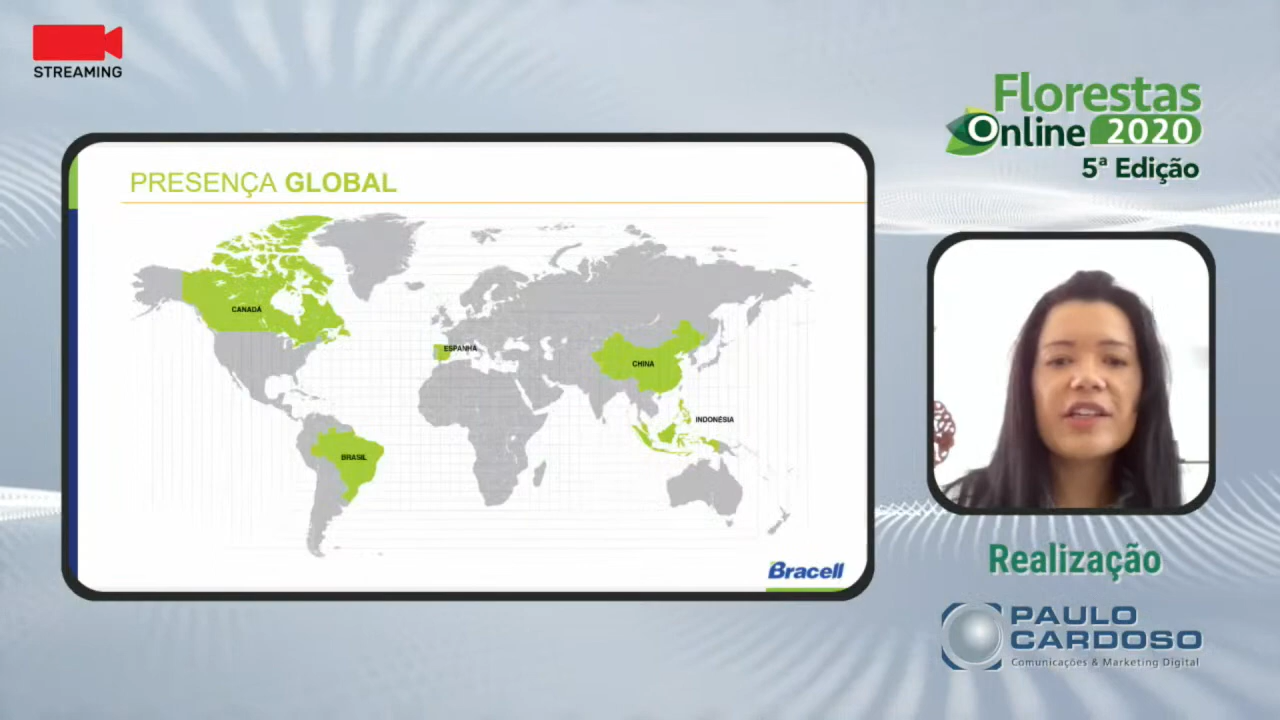 STREAMING
Florestas
Online 2020
5ª Edição
PRESENÇA GLOBAL
CANADÁ
ESPANHA
CHINA
INDONÉSIA
BRASIL
Bracell
Realização
PAULO
CARDOSO
Comunicações & Marketing Digital